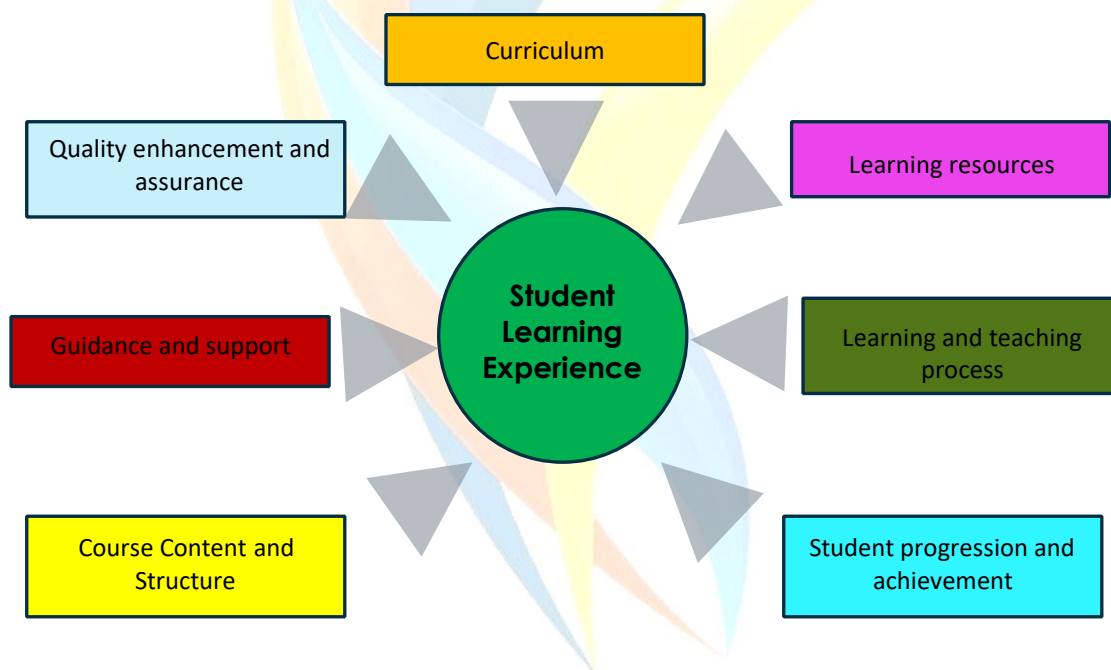 Curriculum
Quality enhancement and
assurance
Learning resources
Student
Learning
Experience
Guidance and support
Learning and teaching
process
Course Content and
Structure
Student progression and
achievement